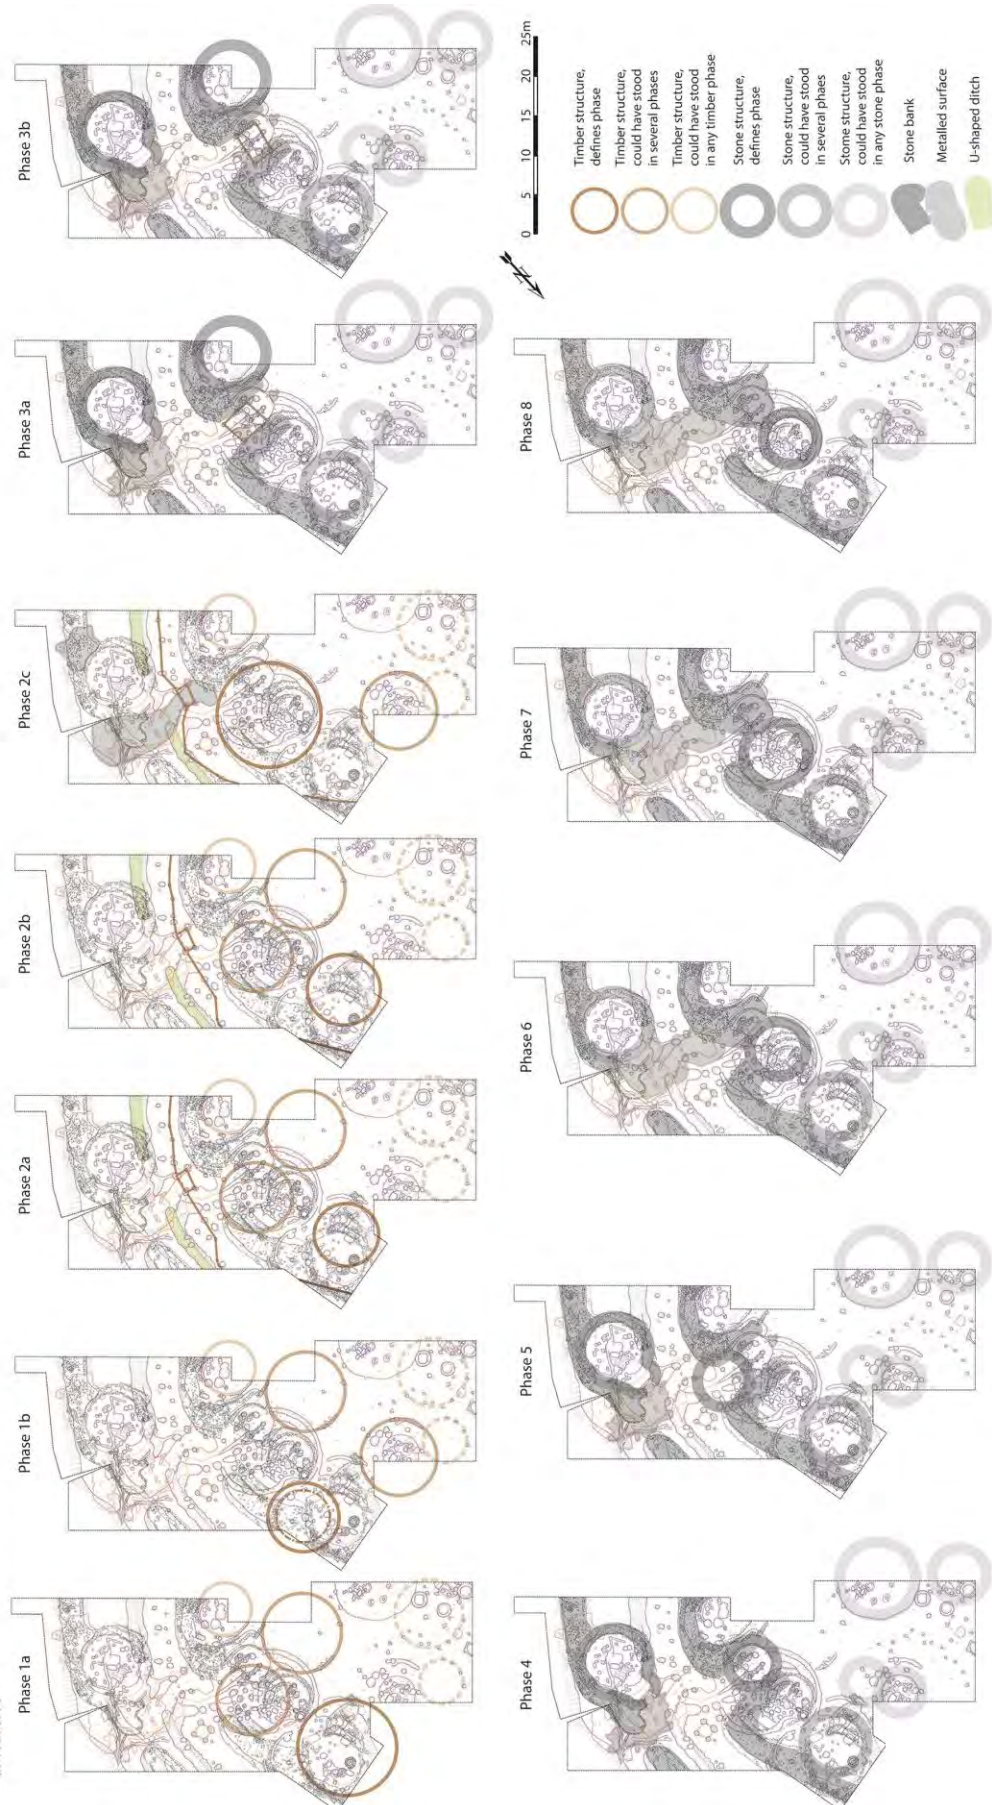 Phase 1a
Phase 1b
Phase 2a
Phase 2b
Phase 2c
Phase 3a
Phase 3b
Phase 4
Phase 5
Phase 6
Phase 7
Phase 8
N
0 5 10 15 20 25m
Timber structure,
defines phase
Timber structure,
could have stood
in several phases
Timber structure,
could have stood
in any timber phase
Stone structure,
defines phase
Stone structure,
could have stood
in several phaes
Stone structure,
could have stood
in any stone phase
Stone bank
Metalled surface
U-shaped ditch